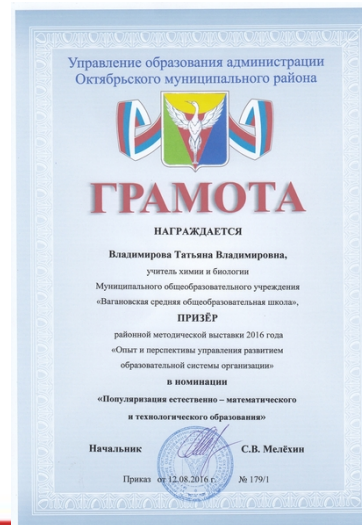 Управление образования администрации
Октябрьского муниципального района
ГРАМОТА
НАГРАЖДАЕТСЯ
Владимирова Татьяна Владимировна,
учитель химии и биологии
Муниципального общеобразовательного учреждения
«Вагановская средняя общеобразовательная школа»,
ПРИЗЁР
районной методической выставки 2016 года
«Опыт и перспективы управления развитием
образовательной системы организации»
в номинации
«Популяризация естественно – математического
и технологического образования»
Начальник С.В. Мелёхин
Приказ от 12.08.2016 г. № 179/1